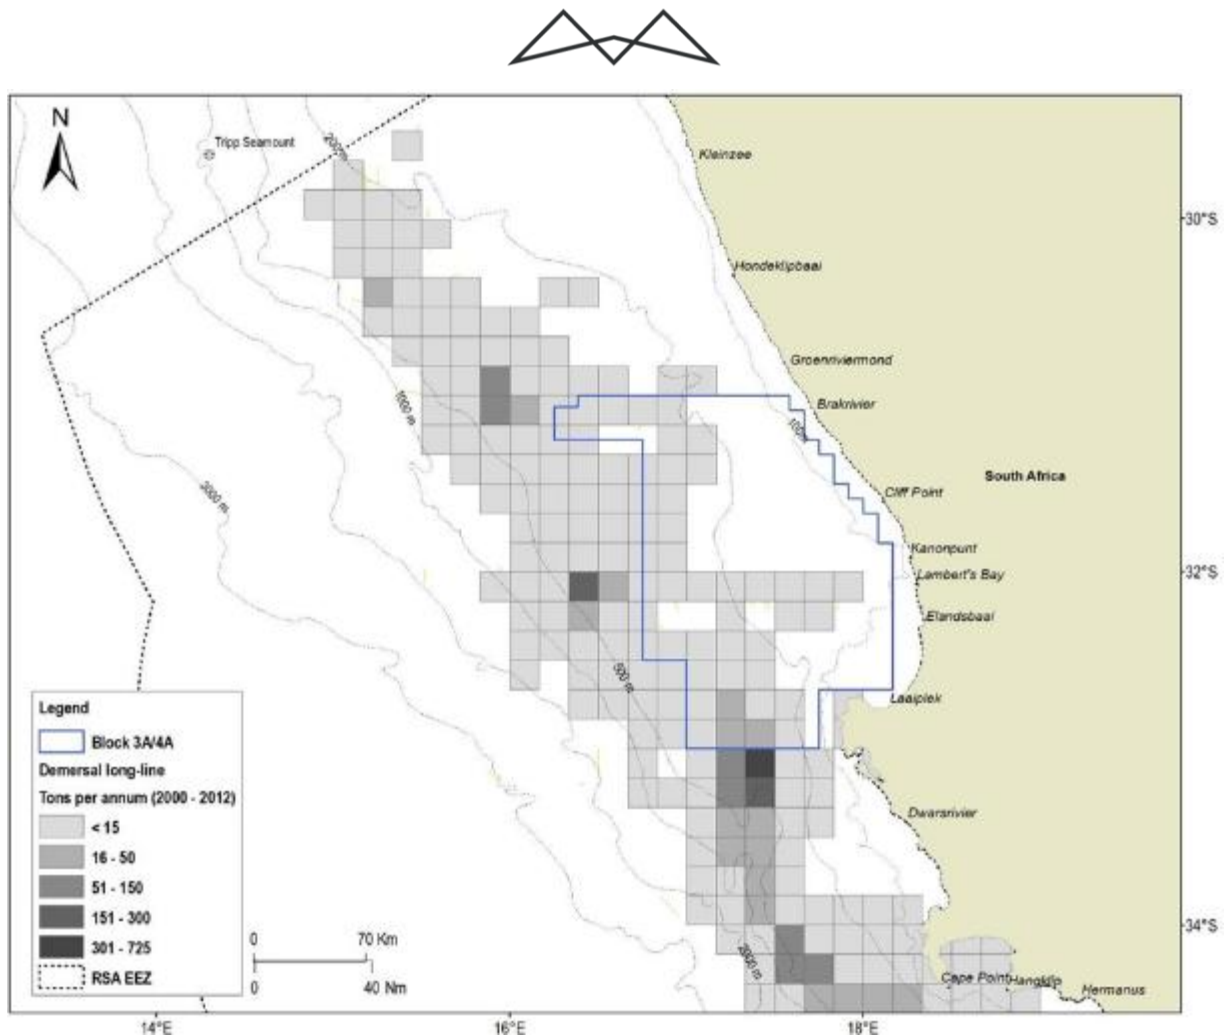 N
Tripp Seamount
200m
Kleinzee
30°S
Hondeklipbaai
Groenriviermond
1000 m
Brakrivier
100m
3000 m
South Africa
Cliff Point
Kanonpunt
Lambert's Bay
32°S
Elandsbaai
500 m
Laaiplek
Legend
Block 3A/4A
Demersal long-line
Tons per annum (2000 - 2012)
< 15
16 - 50
51 - 150
151 - 300
301 - 725
RSA EEZ
Dwarsrivier
34°S
0 70 Km
0 40 Nm
Cape Point
Hangklip
Hermanus
14°E
16°E
18°E